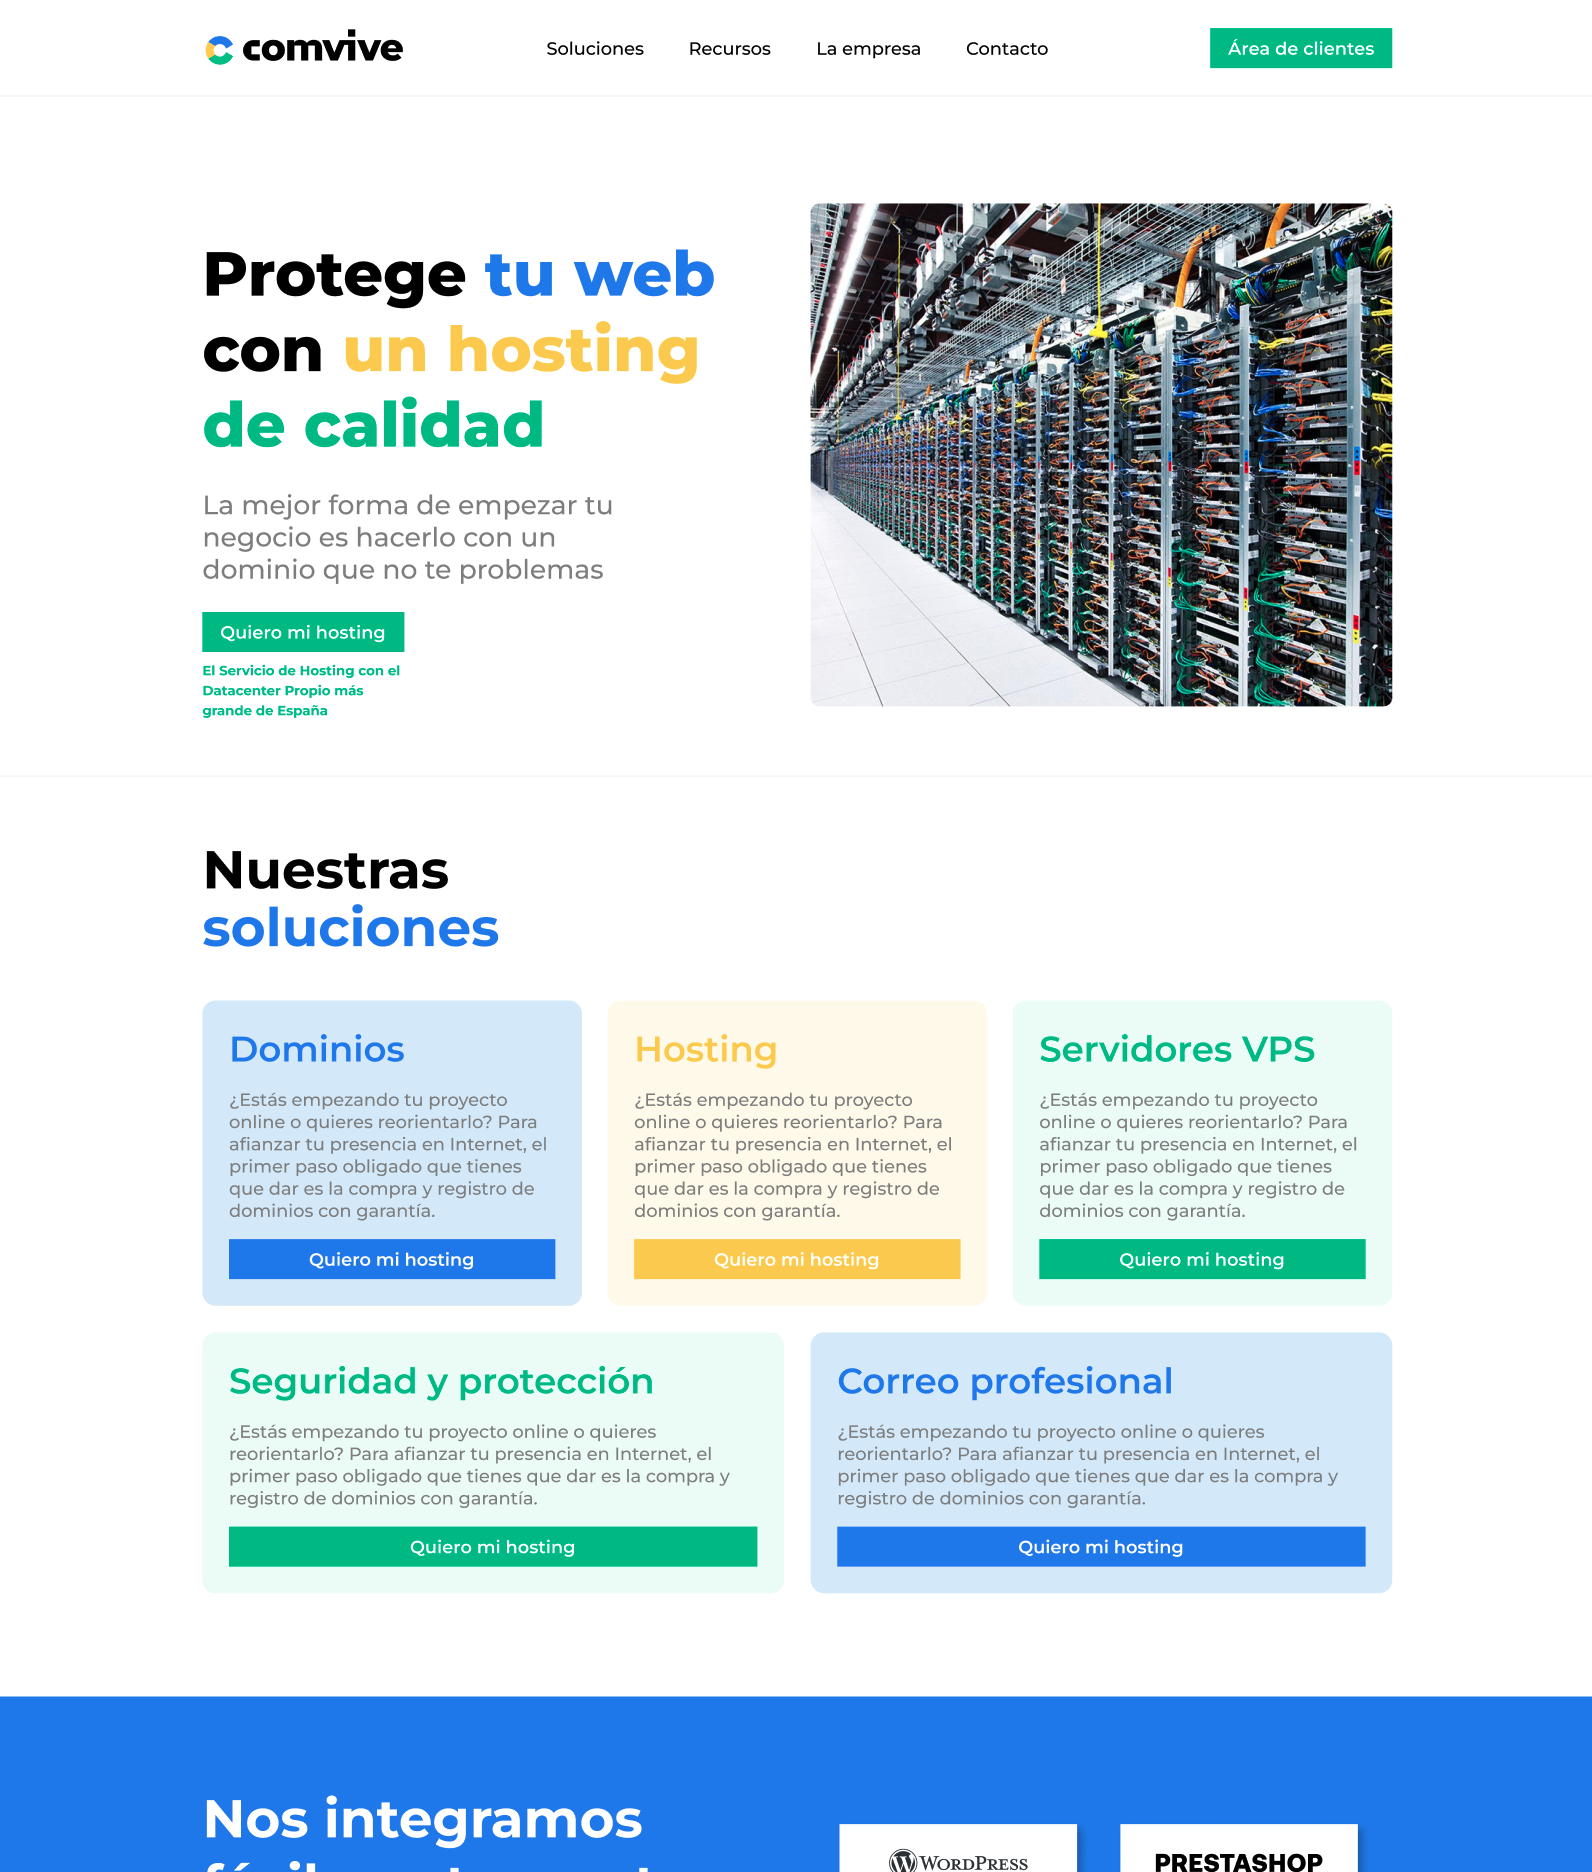 comvive
Soluciones
Recursos
La empresa
Contacto
Área de clientes
Protege tu web
con un hosting
de calidad
La mejor forma de empezar tu
negocio es hacerlo con un
dominio que no te problemas
Quiero mi hosting
El Servicio de Hosting con el
Datacenter Propio más
grande de España
Nuestras
soluciones
Dominios
¿Estás empezando tu proyecto
online o quieres reorientarlo? Para
afianzar tu presencia en Internet, el
primer paso obligado que tienes
que dar es la compra y registro de
dominios con garantía.
Quiero mi hosting
Hosting
¿Estás empezando tu proyecto
online o quieres reorientarlo? Para
afianzar tu presencia en Internet, el
primer paso obligado que tienes
que dar es la compra y registro de
dominios con garantía.
Quiero mi hosting
Servidores VPS
¿Estás empezando tu proyecto
online o quieres reorientarlo? Para
afianzar tu presencia en Internet, el
primer paso obligado que tienes
que dar es la compra y registro de
dominios con garantía.
Quiero mi hosting
Seguridad y protección
¿Estás empezando tu proyecto online o quieres
reorientarlo? Para afianzar tu presencia en Internet, el
primer paso obligado que tienes que dar es la compra y
registro de dominios con garantía.
Quiero mi hosting
Correo profesional
¿Estás empezando tu proyecto online o quieres
reorientarlo? Para afianzar tu presencia en Internet, el
primer paso obligado que tienes que dar es la compra y
registro de dominios con garantía.
Quiero mi hosting
Nos integramos
WORDPRESS
PRESTASHOP